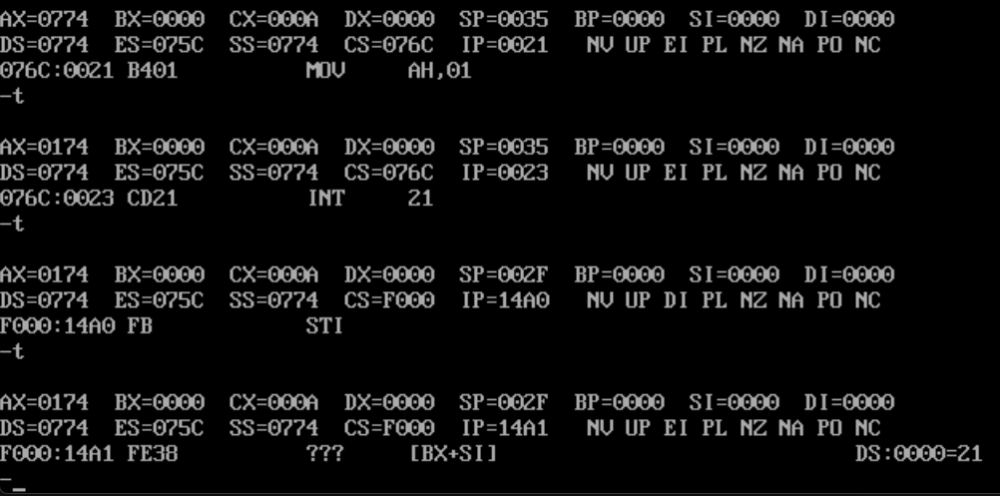 AX=0774 BX=0000 CX=000A DX=0000 SP=0035 BP=0000 SI=0000 DI=0000
DS=0774 ES=075C SS=0774 CS=076C IP=0021 NV UP EI PL NZ NA PO NC
076C:0021 B401 MOV AH,01
-t
AX=0174 BX=0000 CX=000A DX=0000 SP=0035 BP=0000 SI=0000 DI=0000
DS=0774 ES=075C SS=0774 CS=076C IP=0023 NV UP EI PL NZ NA PO NC
076C:0023 CD21 INT 21
-t
AX=0174 BX=0000 CX=000A DX=0000 SP=002F BP=0000 SI=0000 DI=0000
DS=0774 ES=075C SS=0774 CS=F000 IP=14A0 NV UP DI PL NZ NA PO NC
F000:14A0 FB STI
-t
AX=0174 BX=0000 CX=000A DX=0000 SP=002F BP=0000 SI=0000 DI=0000
DS=0774 ES=075C SS=0774 CS=F000 IP=14A1 NV UP EI PL NZ NA PO NC
F000:14A1 FE38 ??? [BX+SI] DS:0000=21
-_